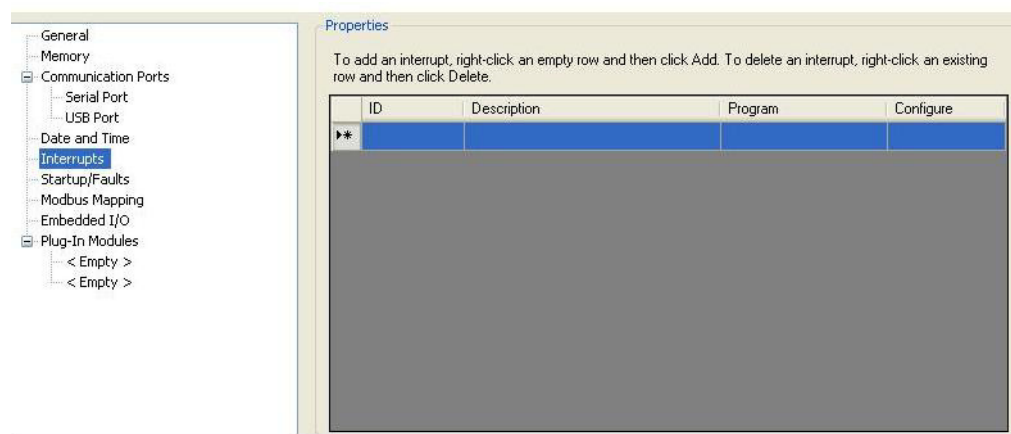 General
Memory
Communication Ports
Serial Port
USB Port
Date and Time
Interrupts
Startup/Faults
Modbus Mapping
Embedded I/O
Plug-In Modules
< Empty >
< Empty >
Properties
To add an interrupt, right-click an empty row and then click Add. To delete an interrupt, right-click an existing
row and then click Delete.
ID Description Program Configure